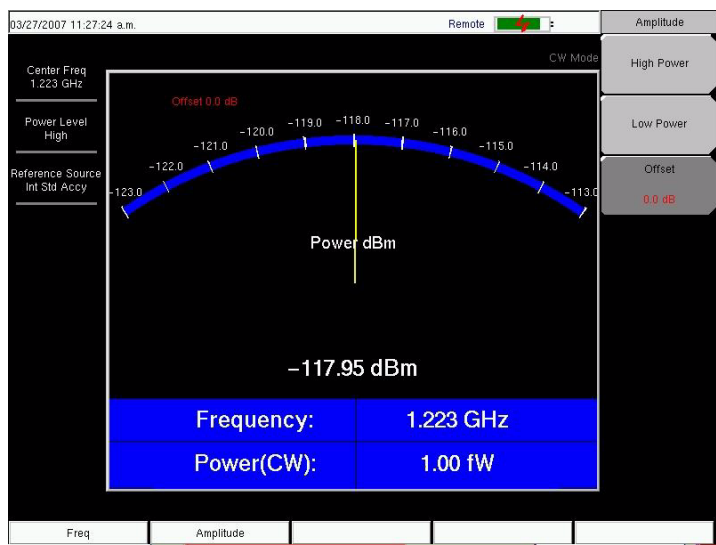 03/27/2007 11:27:24 a.m.
Remote
Amplitude
CW Mode
High Power
Center Freq
1.223 GHz
Offset 0.0 dB
Power Level
High
Low Power
Reference Source
Int Std Accy
Offset
0.0 dB
-123.0
-122.0
-121.0
-120.0
-119.0
-118.0
-117.0
-116.0
-115.0
-114.0
-113.0
Power dBm
-117.95 dBm
Frequency: 1.223 GHz
Power(CW): 1.00 fW
Freq
Amplitude